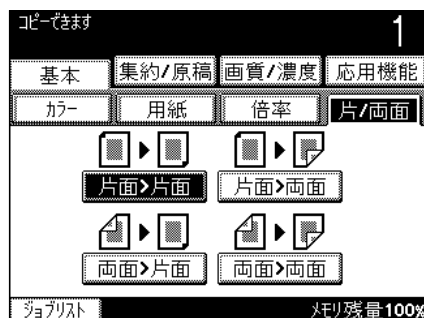 コピーできます 1
基本 集約/原稿 画質/濃度 応用機能
カラー 用紙 倍率 片/両面
片面>片面 片面>両面
両面>片面 両面>両面
ジョブリスト メモリ残量100%